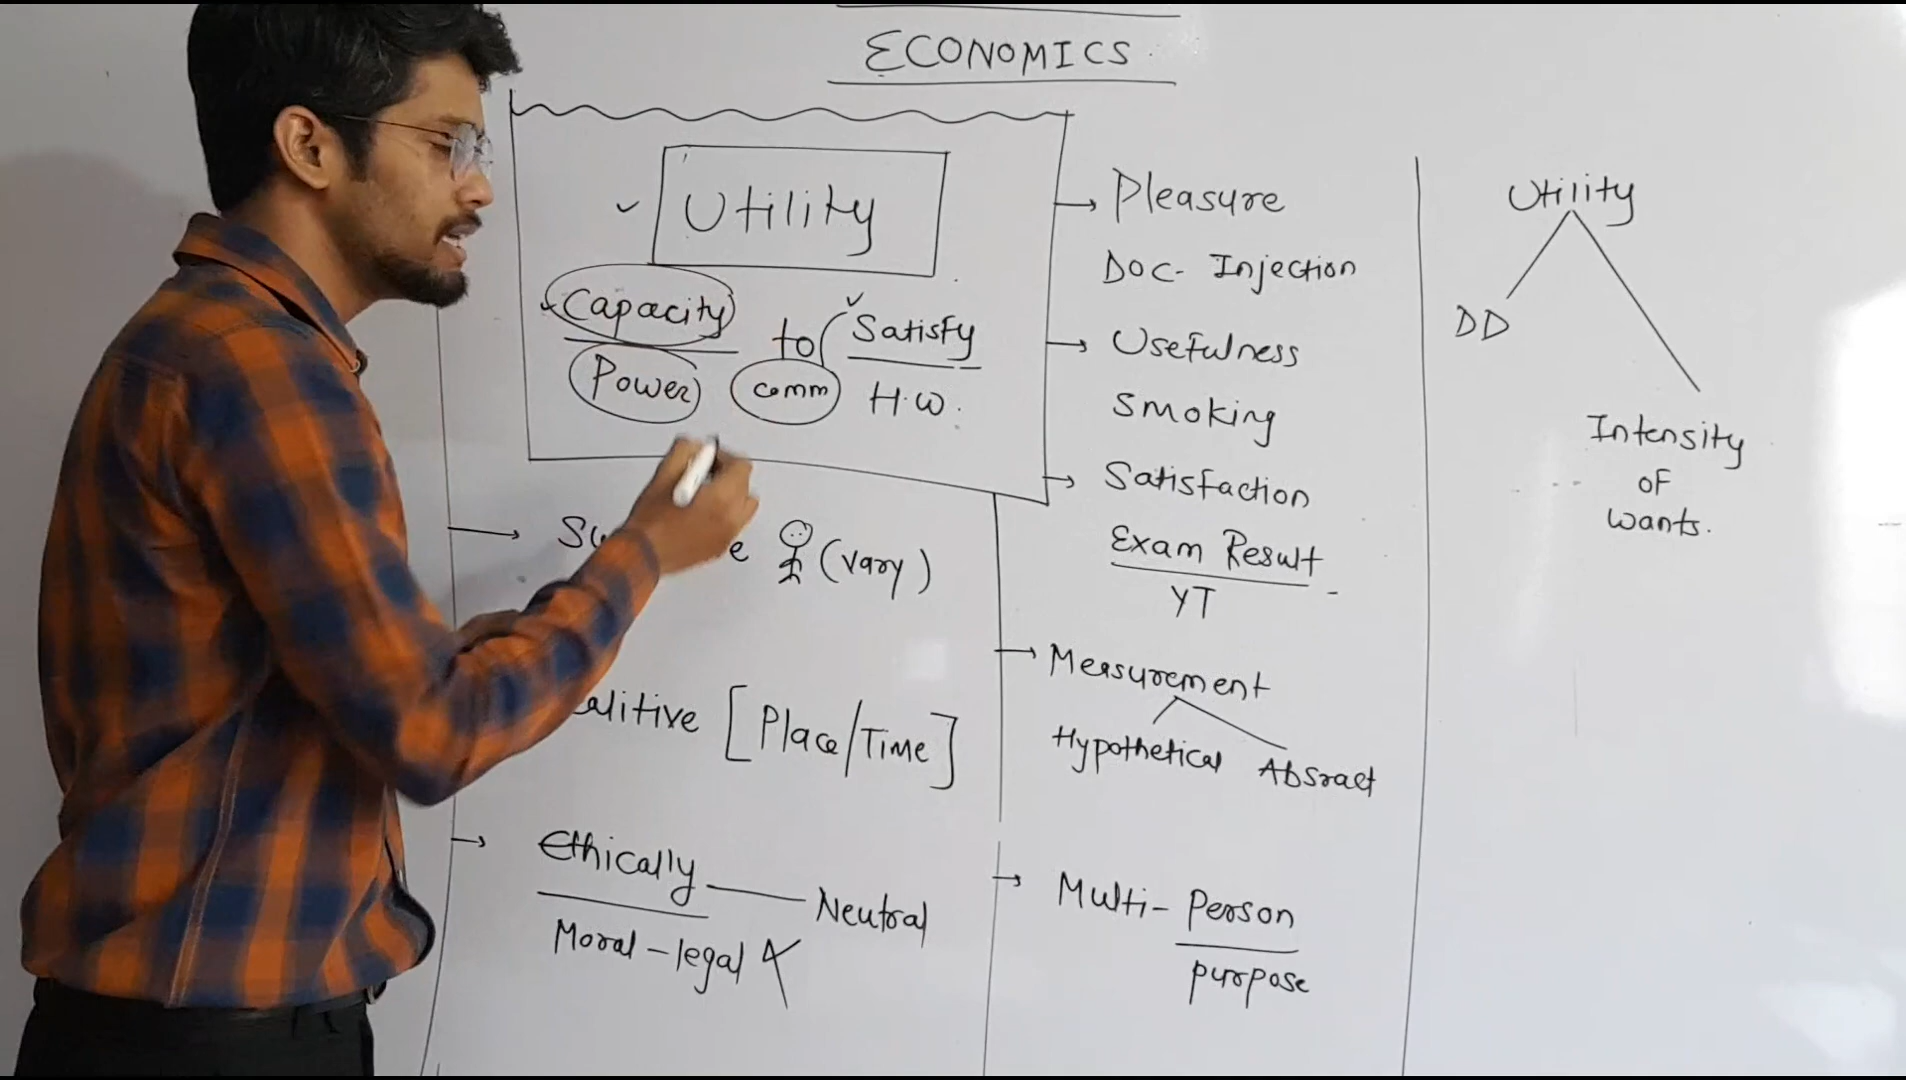 ECONOMICS
Utility
Capacity
Power
to
comm
Satisfy
H.W.
(vary)
[Place/Time]
Ethically — Neutral
Moral - legal
Pleasure
Doc- Injection
Usefulness
Smoking
Satisfaction
Exam Result
YT
Measurement
Hypothetical Absract
Multi- Person
purpose
Utility
DD
Intensity
of
wants.